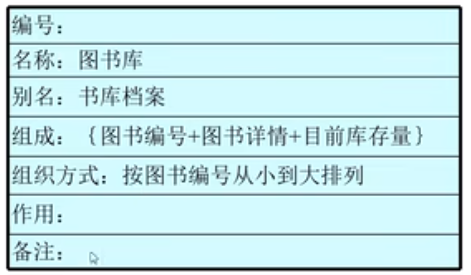 编号：
名称：图书库
别名：书库档案
组成：{图书编号+图书详情+目前库存量}
组织方式：按图书编号从小到大排列
作用：
备注：